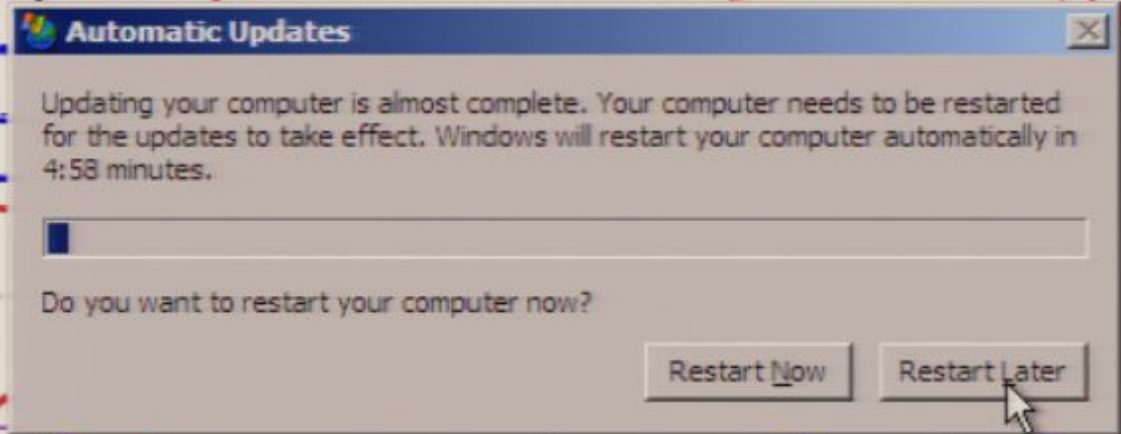 Automatic Updates
Updating your computer is almost complete. Your computer needs to be restarted
for the updates to take effect. Windows will restart your computer automatically in
4:58 minutes.
Do you want to restart your computer now?
Restart Now Restart Later